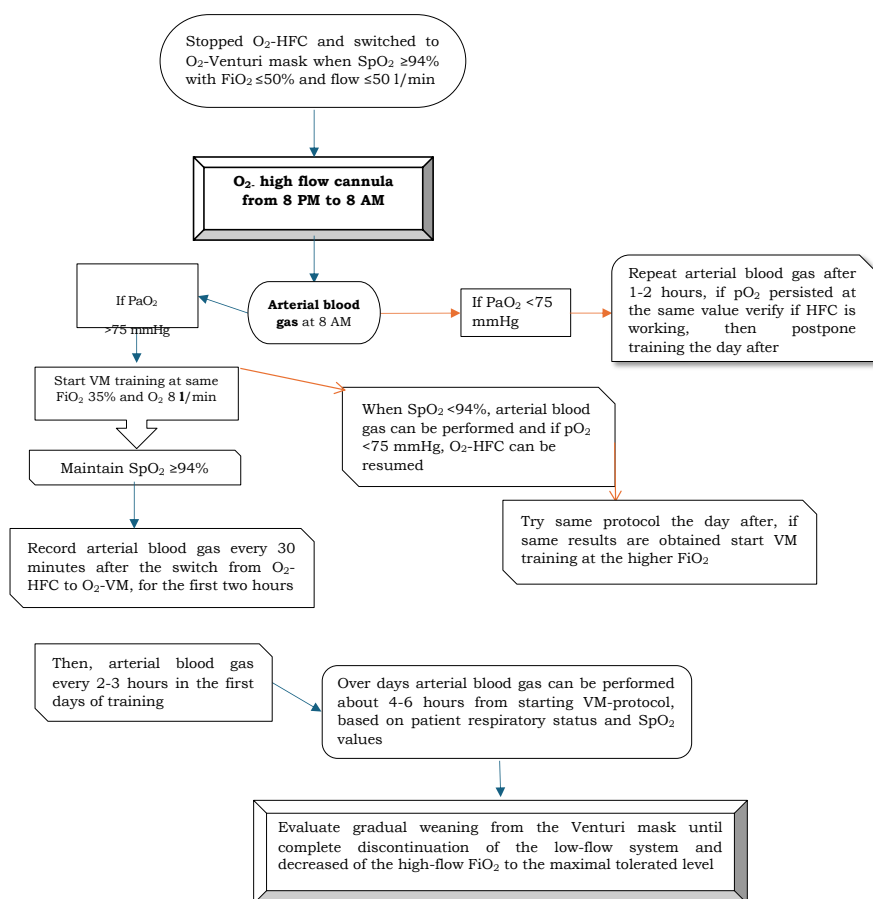 Stopped O₂-HFC and switched to
O₂-Venturi mask when SpO₂ ≥94%
with FiO₂ ≤50% and flow ≤50 l/min
O₂- high flow cannula
from 8 PM to 8 AM
If PaO₂
>75 mmHg
Arterial blood
gas at 8 AM
If PaO₂ <75
mmHg
Repeat arterial blood gas after
1-2 hours, if pO₂ persisted at
the same value verify if HFC is
working, then postpone
training the day after
Start VM training at same
FiO₂ 35% and O₂ 8 l/min
When SpO₂ <94%, arterial blood
gas can be performed and if pO₂
<75 mmHg, O₂-HFC can be
resumed
Maintain SpO₂ ≥94%
Try same protocol the day after, if
same results are obtained start VM
training at the higher FiO₂
Record arterial blood gas every 30
minutes after the switch from O₂-
HFC to O₂-VM, for the first two hours
Then, arterial blood gas
every 2-3 hours in the first
days of training
Over days arterial blood gas can be performed
about 4-6 hours from starting VM-protocol,
based on patient respiratory status and SpO₂
values
Evaluate gradual weaning from the Venturi mask until
complete discontinuation of the low-flow system and
decreased of the high-flow FiO₂ to the maximal tolerated level